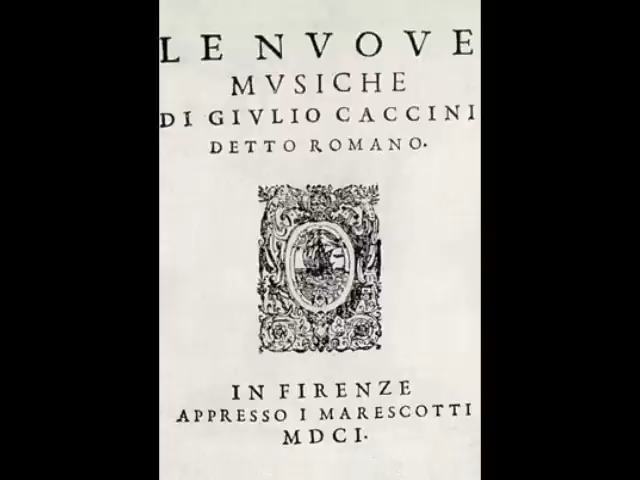 LE NVOVE
MVSICHE
DI GIVLIO CACCINI
DETTO ROMANO.
IN FIRENZE
APPRESSO I MARESCOTTI
MDCI.